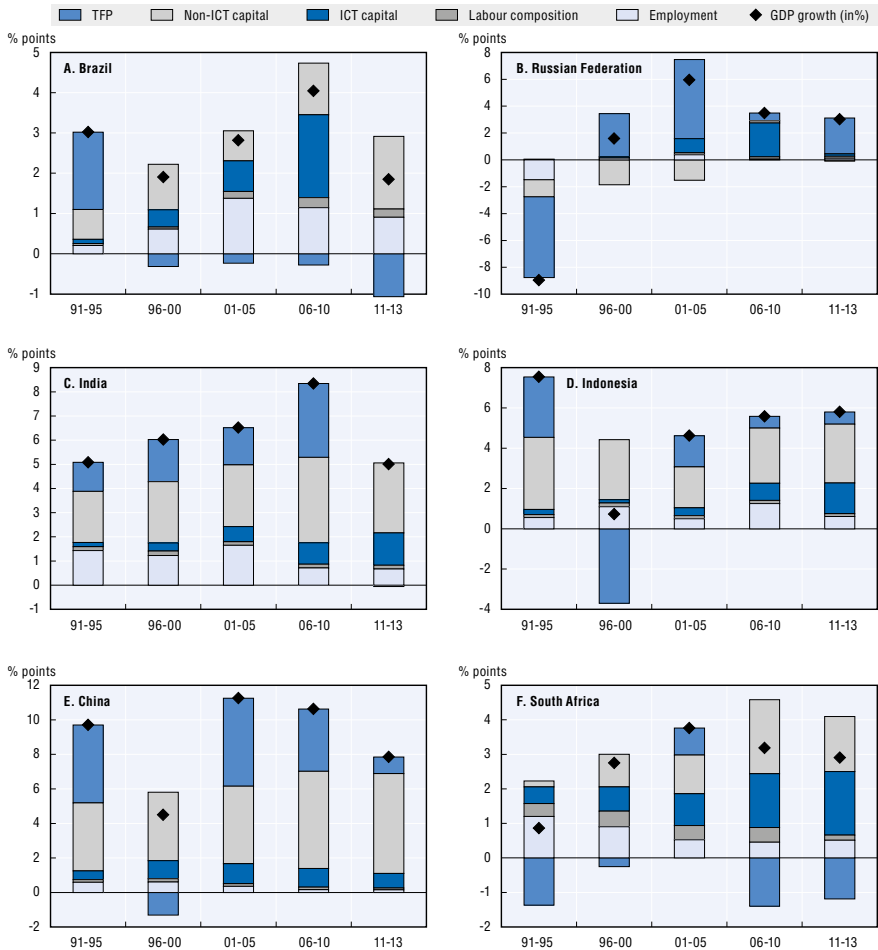 TFP Non-ICT capital ICT capital Labour composition Employment GDP growth (in%)
% points
5
A. Brazil
4
3
2
1
0
-1
91-95 96-00 01-05 06-10 11-13
% points
8
B. Russian Federation
6
4
2
0
-2
-4
-6
-8
-10
91-95 96-00 01-05 06-10 11-13
% points
9
C. India
8
7
6
5
4
3
2
1
0
-1
91-95 96-00 01-05 06-10 11-13
% points
8
D. Indonesia
6
4
2
0
-2
-4
91-95 96-00 01-05 06-10 11-13
% points
12
E. China
10
8
6
4
2
0
-2
91-95 96-00 01-05 06-10 11-13
% points
5
F. South Africa
4
3
2
1
0
-1
-2
91-95 96-00 01-05 06-10 11-13